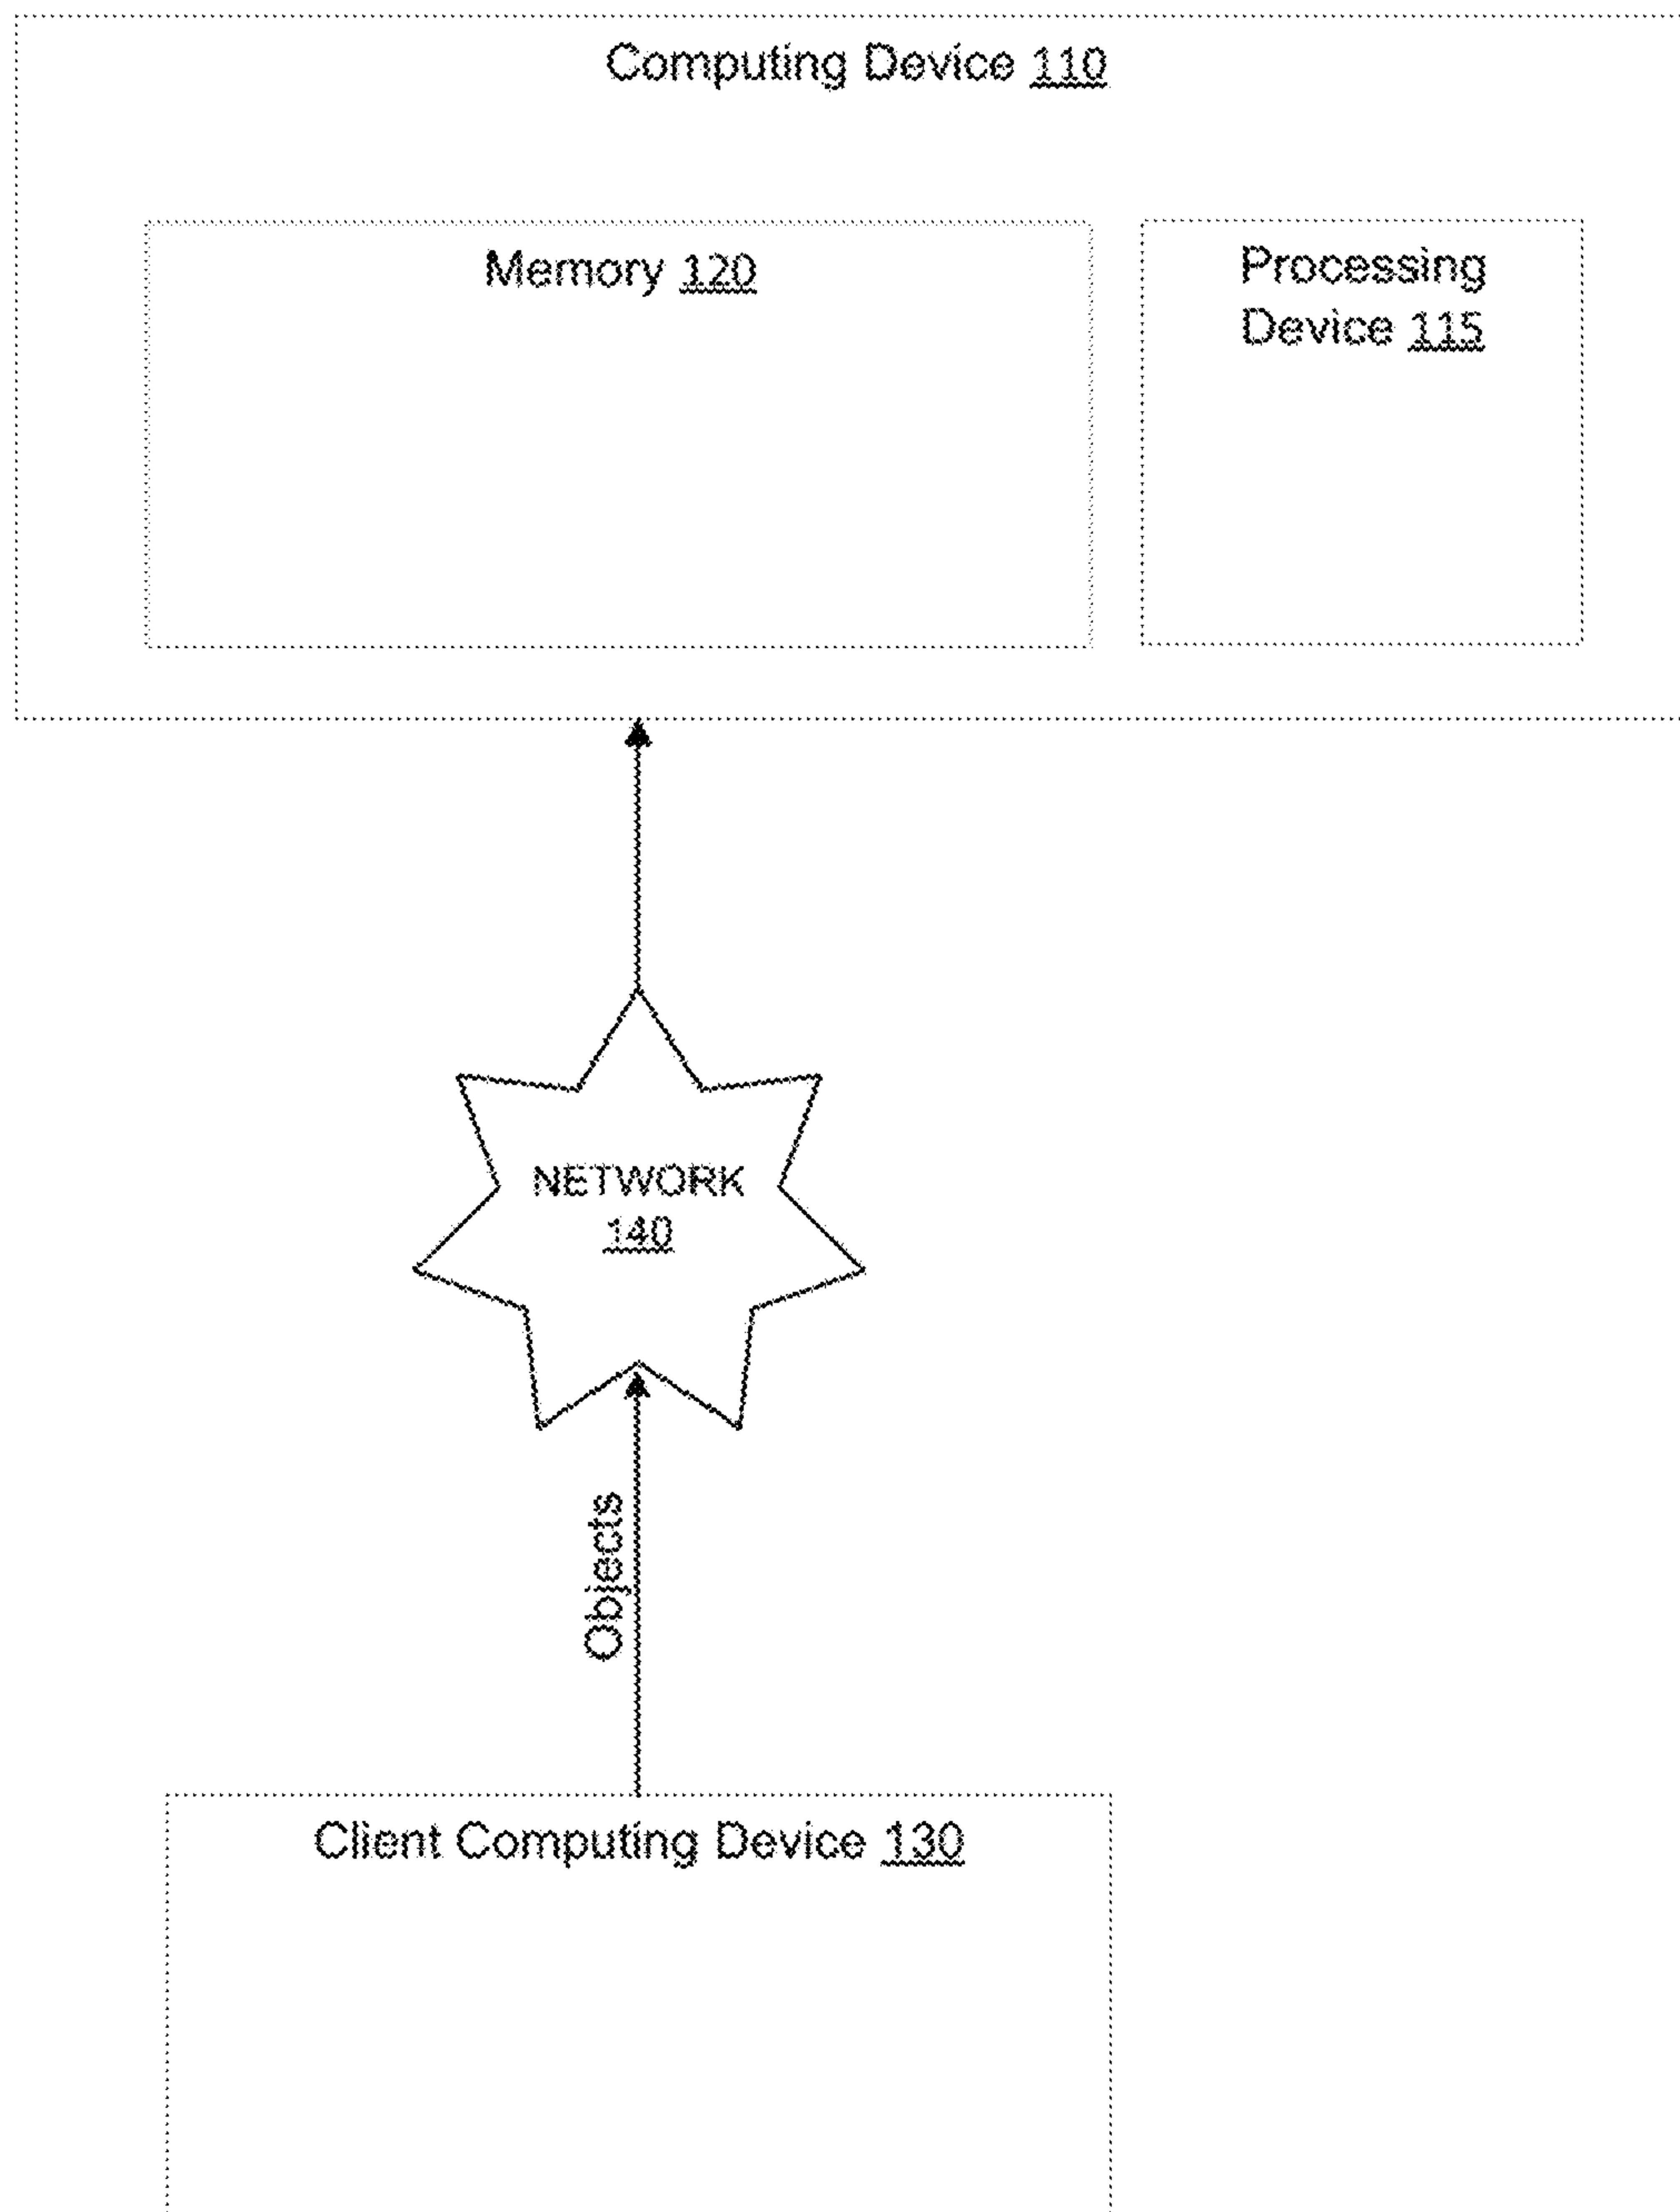 Computing Device 110
Memory 120
Processing
Device 115
NETWORK
140
Objects
Client Computing Device 130